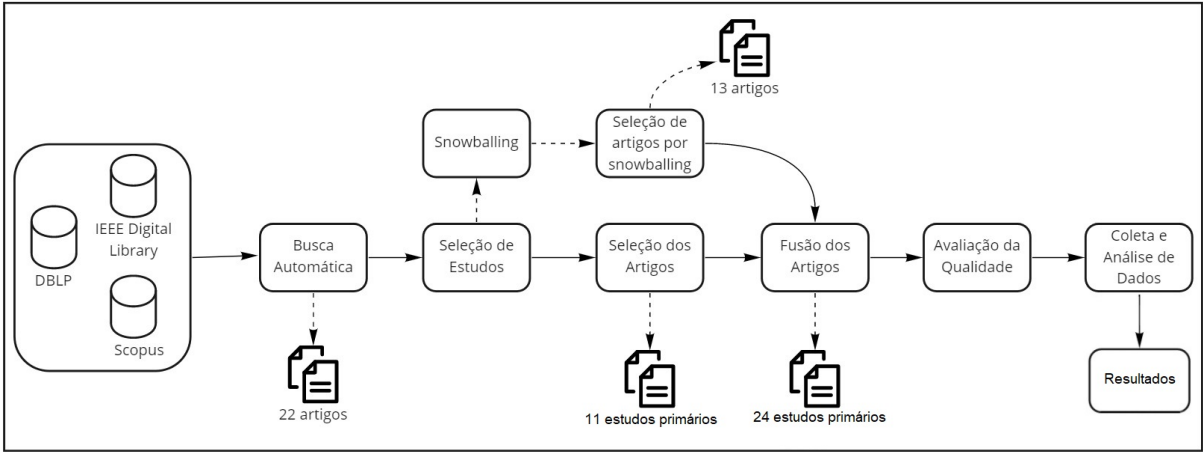 13 artigos
Snowballing
Seleção de
artigos por
snowballing
IEEE Digital
Library
DBLP
Scopus
Busca
Automática
Seleção de
Estudos
Seleção dos
Artigos
Fusão dos
Artigos
Avaliação da
Qualidade
Coleta e
Análise de
Dados
22 artigos
11 estudos primários
24 estudos primários
Resultados